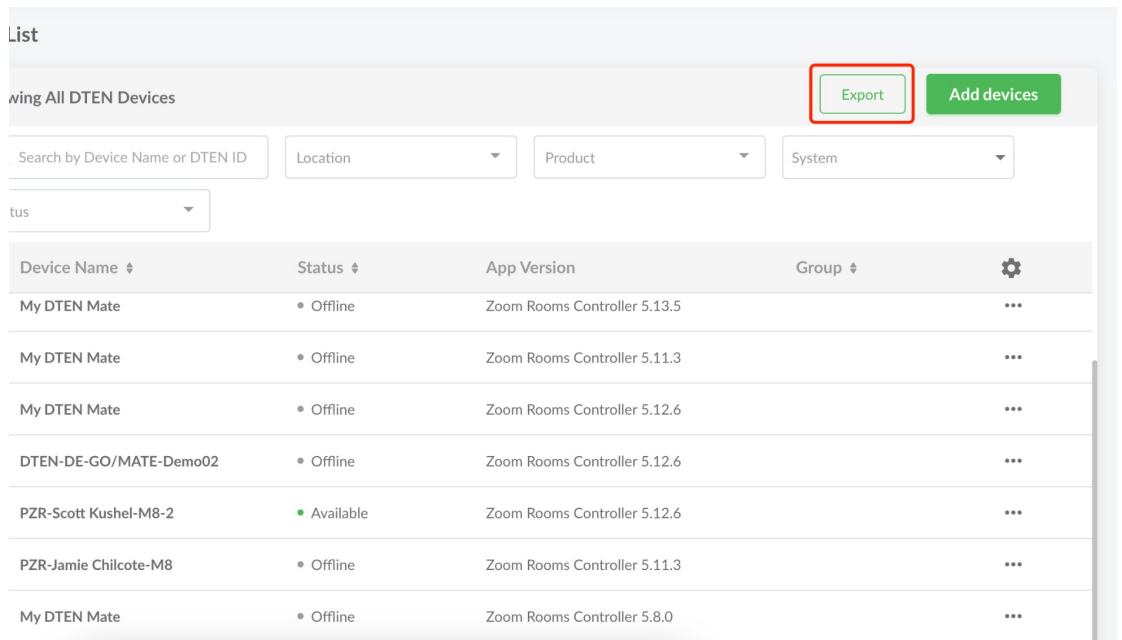 List
wing All DTEN Devices
Export
Add devices
Search by Device Name or DTEN ID
Location
Product
System
tus
Device Name
Status
App Version
Group
My DTEN Mate
Offline
Zoom Rooms Controller 5.13.5
My DTEN Mate
Offline
Zoom Rooms Controller 5.11.3
My DTEN Mate
Offline
Zoom Rooms Controller 5.12.6
DTEN-DE-GO/MATE-Demo02
Offline
Zoom Rooms Controller 5.12.6
PZR-Scott Kushel-M8-2
Available
Zoom Rooms Controller 5.12.6
PZR-Jamie Chilcote-M8
Offline
Zoom Rooms Controller 5.11.3
My DTEN Mate
Offline
Zoom Rooms Controller 5.8.0